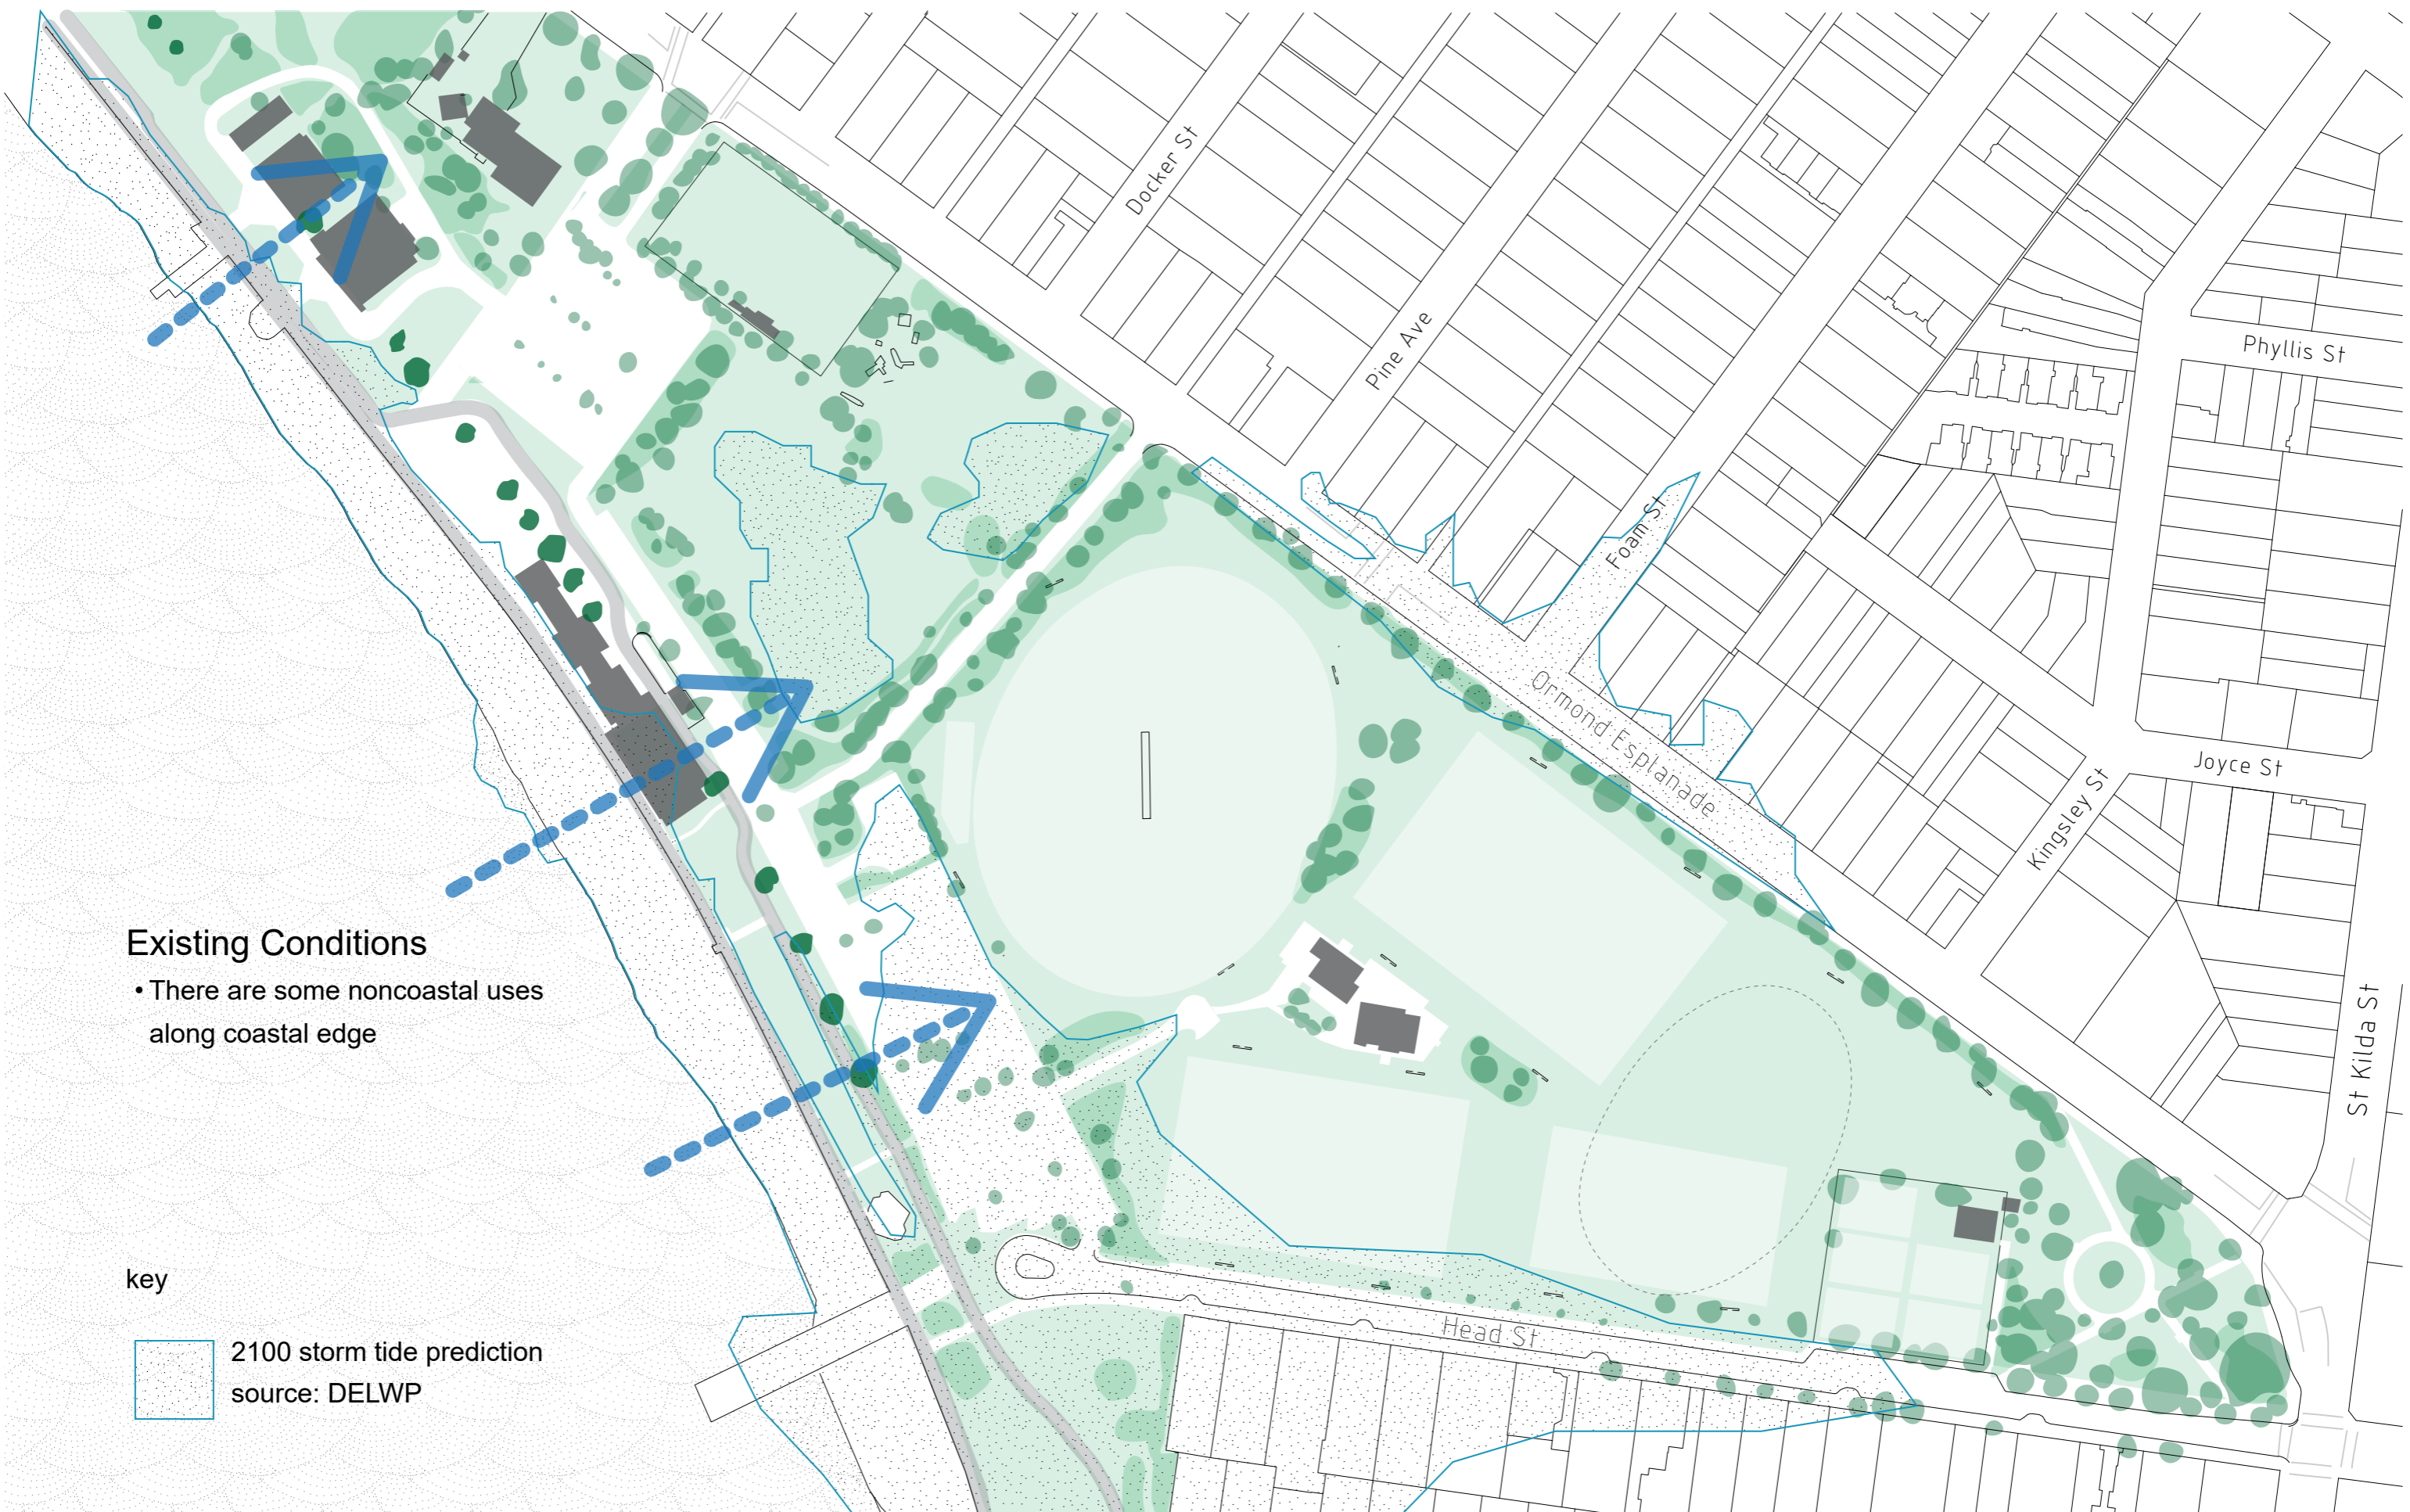 Docker St
Pine Ave
Phyllis St
Foam St
Ormond Esplanade
Joyce St
Kingsley St
Existing Conditions
• There are some noncoastal uses
along coastal edge
St Kilda St
key
Head St
2100 storm tide prediction
source: DELWP